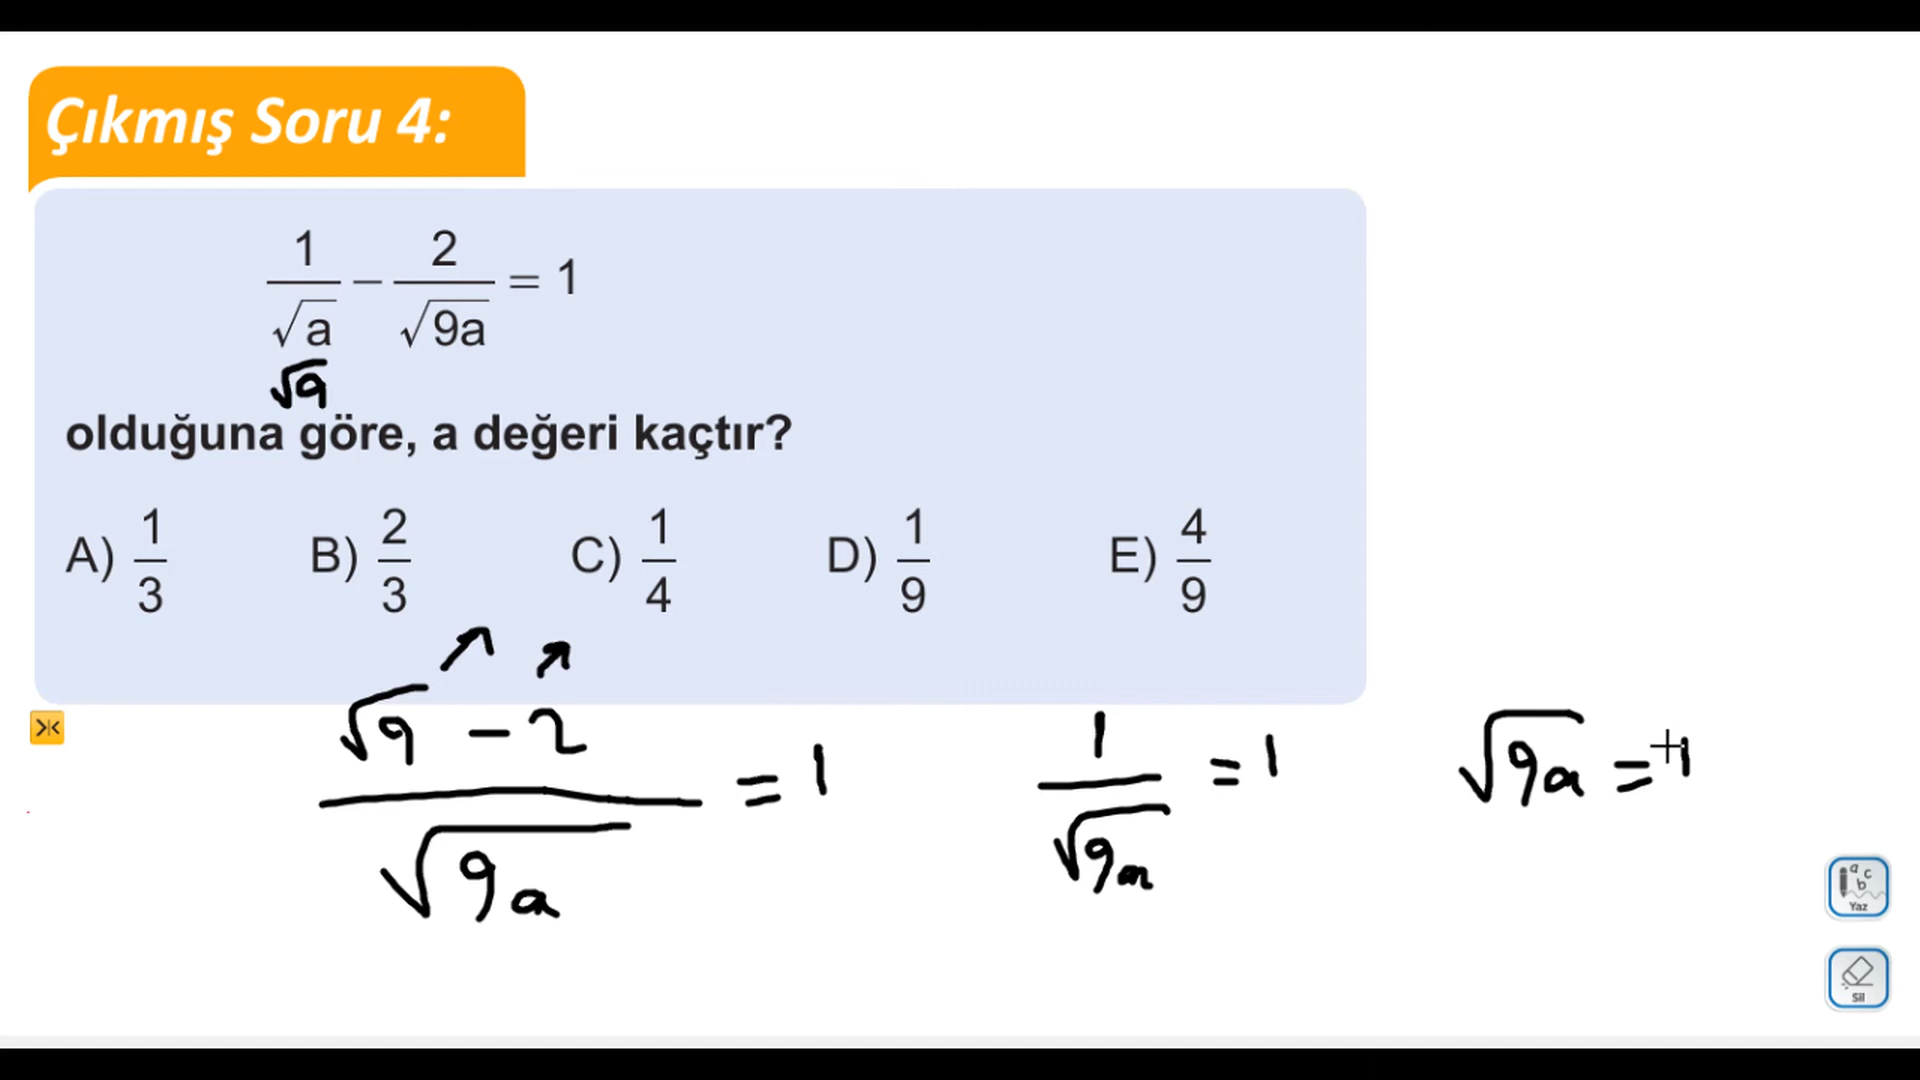 Çıkmış Soru 4:
1/√a − 2/√9a = 1
√9
olduğuna göre, a değeri kaçtır?
A) 1/3 B) 2/3 C) 1/4 D) 1/9 E) 4/9
(√9 − 2)/√9a = 1 1/√9a = 1 √9a = 1
Yaz
Sil